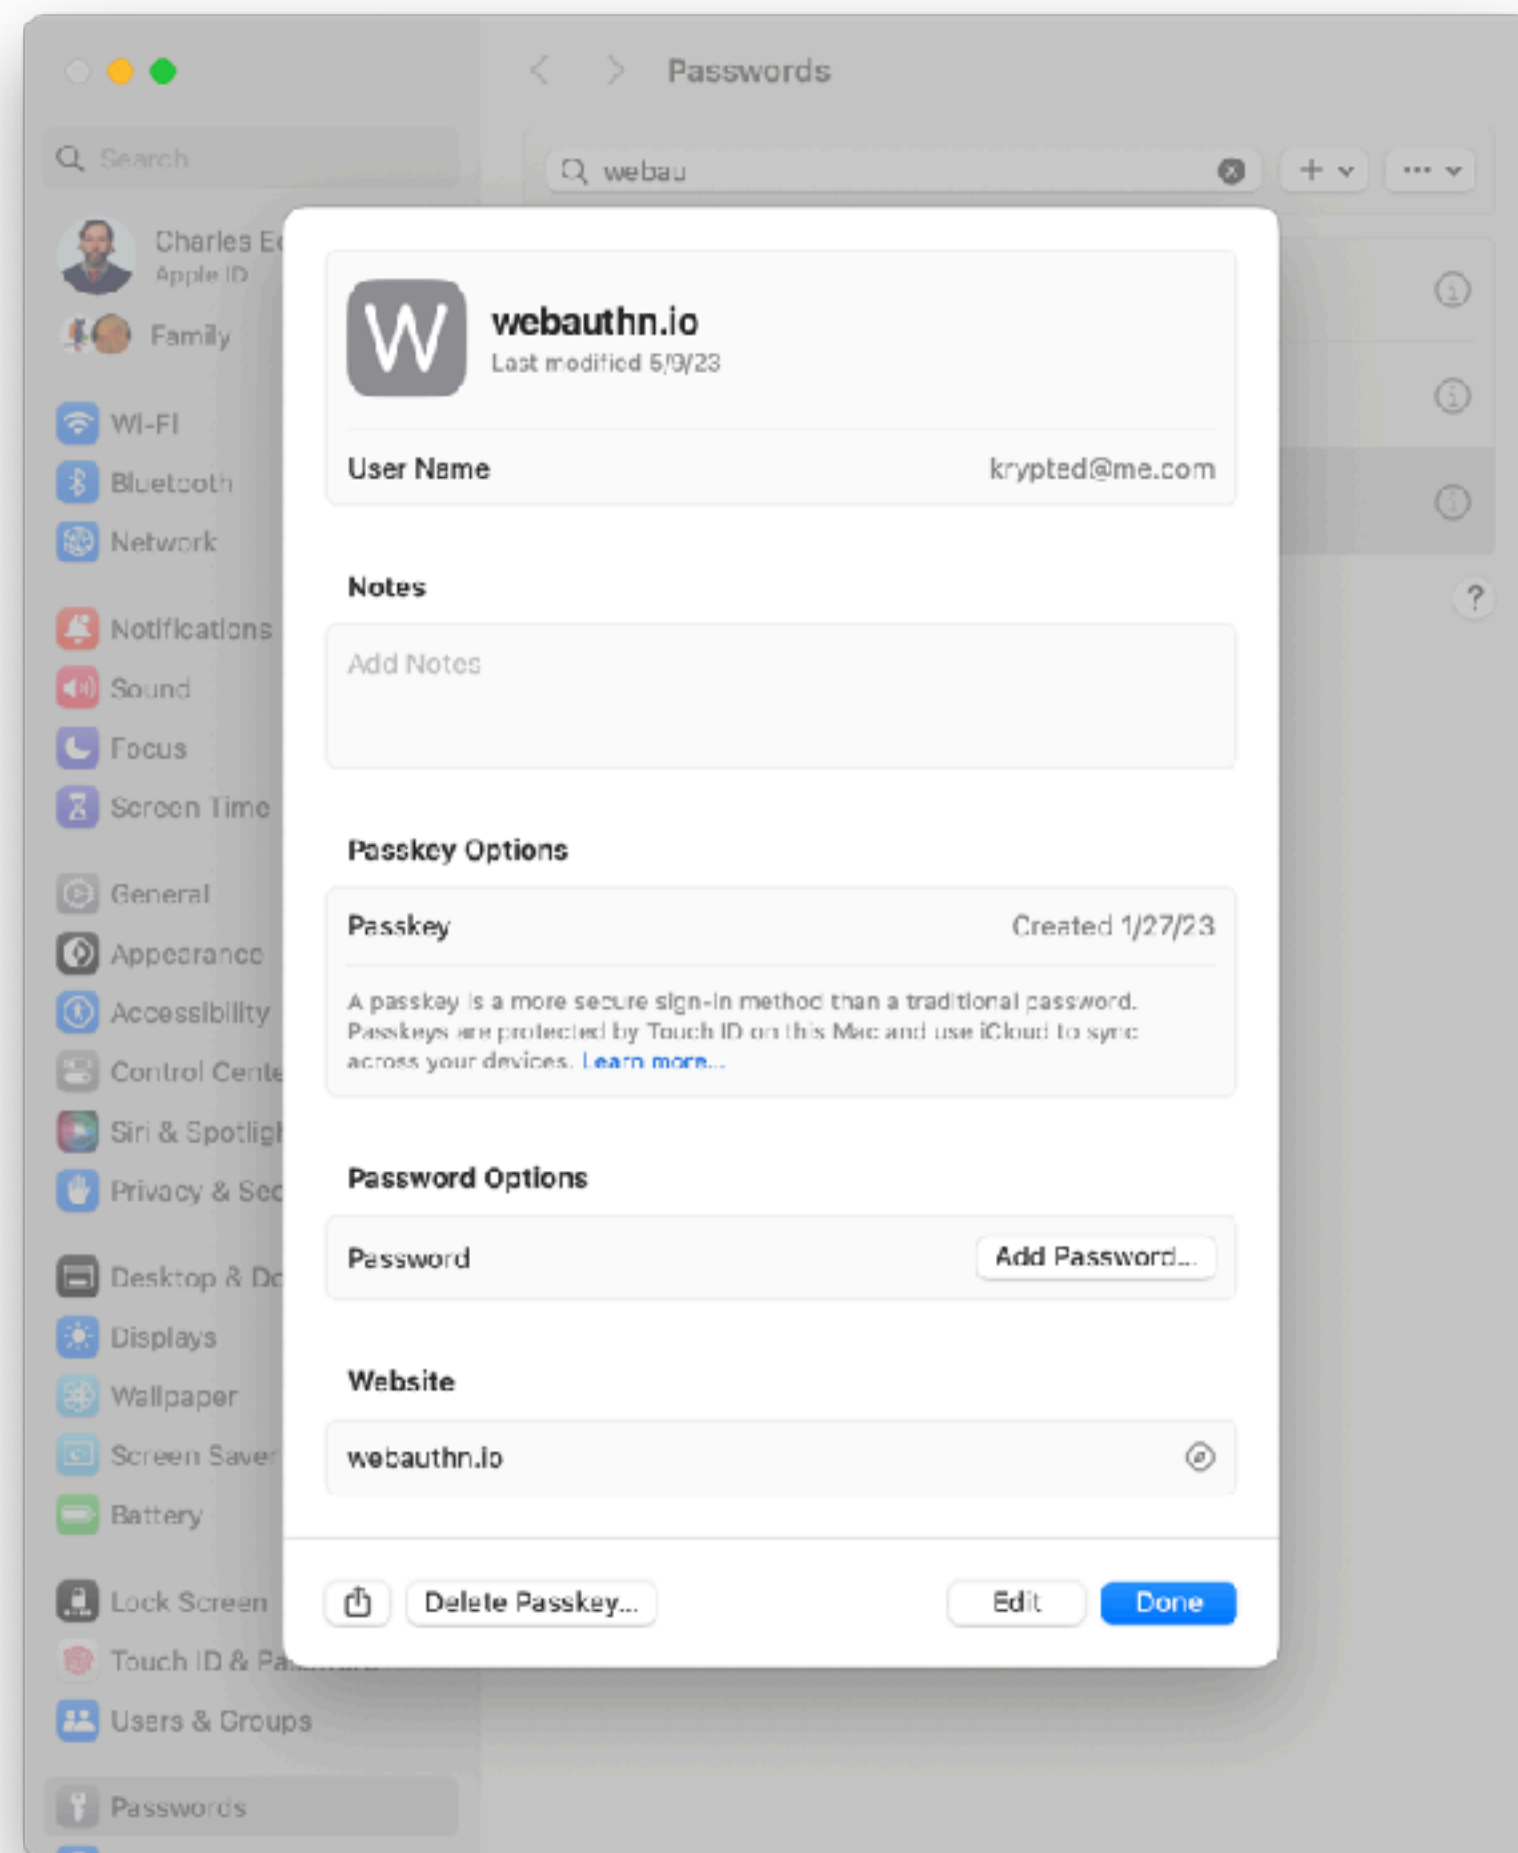 Passwords
Search
webau
Charles
Apple ID
Family
Wi-Fi
Bluetooth
Network
Notifications
Sound
Focus
Screen Time
General
Appearance
Accessibility
Control
Siri &
Privacy &
Desktop &
Displays
Wallpaper
Screen Saver
Battery
Lock Screen
Touch ID &
Users & Groups
Passwords
W
webauthn.io
Last modified 5/9/23
User Name krypted@me.com
Notes
Add Notes
Passkey Options
Passkey Created 1/27/23
A passkey is a more secure sign-in method than a traditional password.
Passkeys are protected by Touch ID on this Mac and use iCloud to sync
across your devices. Learn more...
Password Options
Password Add Password...
Website
webauthn.io
Delete Passkey... Edit Done
?